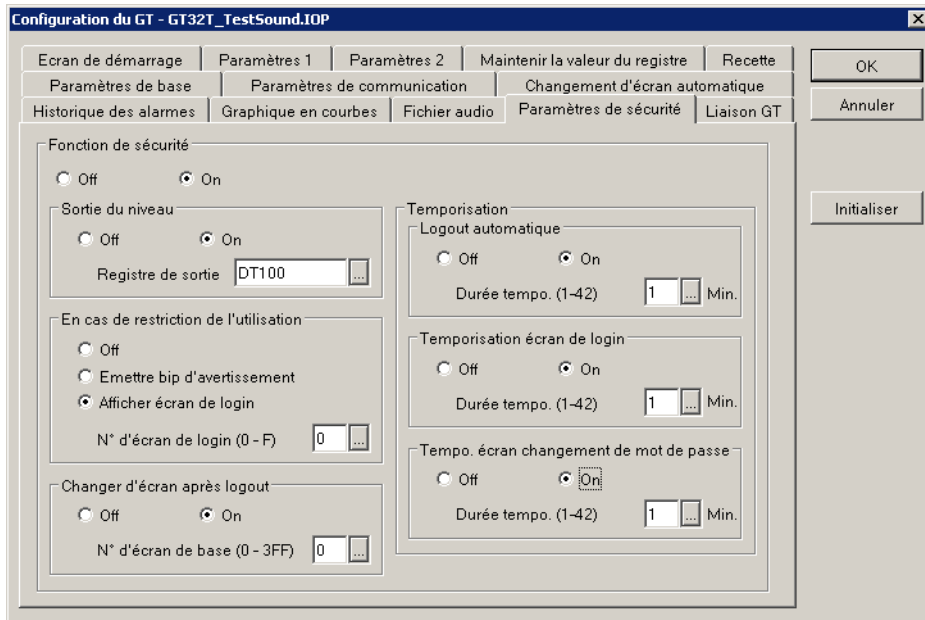 Configuration du GT - GT32T_TestSound.IOP
Ecran de démarrage Paramètres 1 Paramètres 2 Maintenir la valeur du registre Recette
Paramètres de base Paramètres de communication Changement d'écran automatique
Historique des alarmes Graphique en courbes Fichier audio Paramètres de sécurité Liaison GT
OK
Annuler
Initialiser
Fonction de sécurité
Off On
Sortie du niveau
Off On
Registre de sortie DT100 ...
En cas de restriction de l'utilisation
Off
Emettre bip d'avertissement
Afficher écran de login
N° d'écran de login (0 - F) 0 ...
Changer d'écran après logout
Off On
N° d'écran de base (0 - 3FF) 0 ...
Temporisation
Logout automatique
Off On
Durée tempo. (1-42) 1 ... Min.
Temporisation écran de login
Off On
Durée tempo. (1-42) 1 ... Min.
Tempo. écran changement de mot de passe
Off On
Durée tempo. (1-42) 1 ... Min.